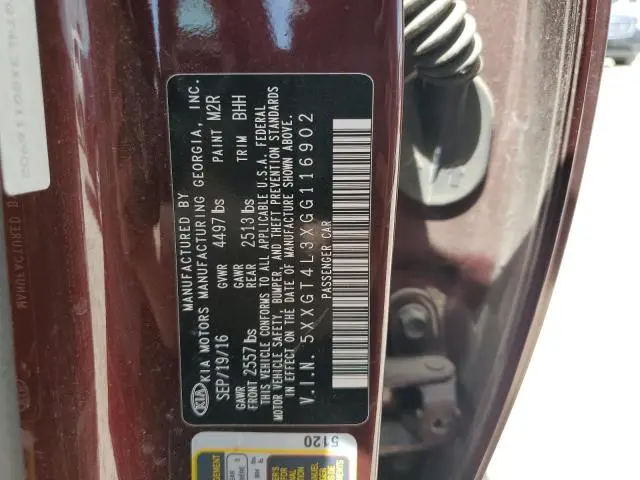 MANUFACTURED BY
KIA KIA MOTORS MANUFACTURING GEORGIA, INC.
SEP/19/16 GVWR 4497 lbs PAINT M2R
GAWR FRONT 2557 lbs GAWR REAR 2513 lbs TRIM BHH
THIS VEHICLE CONFORMS TO ALL APPLICABLE U.S.A. FEDERAL
MOTOR VEHICLE SAFETY, BUMPER, AND THEFT PREVENTION STANDARDS
IN EFFECT ON THE DATE OF MANUFACTURE SHOWN ABOVE.
V.I.N. 5XXGT4L3XGG116902
PASSENGER CAR
5120
MANUFACTURED B